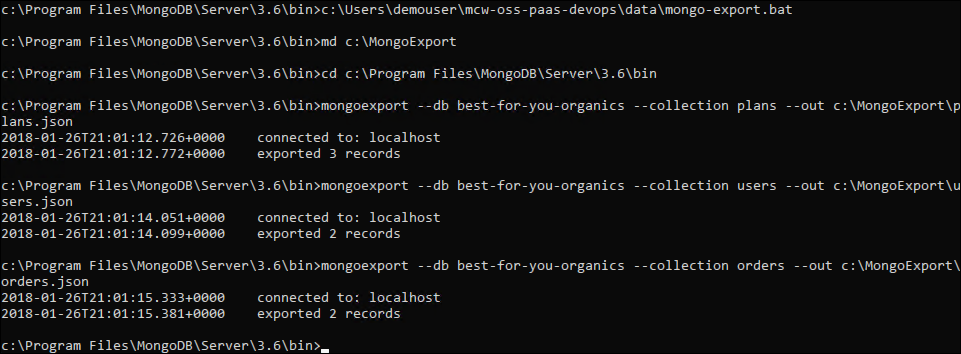 c:\Program Files\MongoDB\Server\3.6\bin>c:\Users\demouser\mcw-oss-paas-devops\data\mongo-export.bat
c:\Program Files\MongoDB\Server\3.6\bin>md c:\MongoExport
c:\Program Files\MongoDB\Server\3.6\bin>cd c:\Program Files\MongoDB\Server\3.6\bin
c:\Program Files\MongoDB\Server\3.6\bin>mongoexport --db best-for-you-organics --collection plans --out c:\MongoExport\p
lans.json
2018-01-26T21:01:12.726+0000    connected to: localhost
2018-01-26T21:01:12.772+0000    exported 3 records
c:\Program Files\MongoDB\Server\3.6\bin>mongoexport --db best-for-you-organics --collection users --out c:\MongoExport\u
sers.json
2018-01-26T21:01:14.051+0000    connected to: localhost
2018-01-26T21:01:14.099+0000    exported 2 records
c:\Program Files\MongoDB\Server\3.6\bin>mongoexport --db best-for-you-organics --collection orders --out c:\MongoExport\
orders.json
2018-01-26T21:01:15.333+0000    connected to: localhost
2018-01-26T21:01:15.381+0000    exported 2 records
c:\Program Files\MongoDB\Server\3.6\bin>